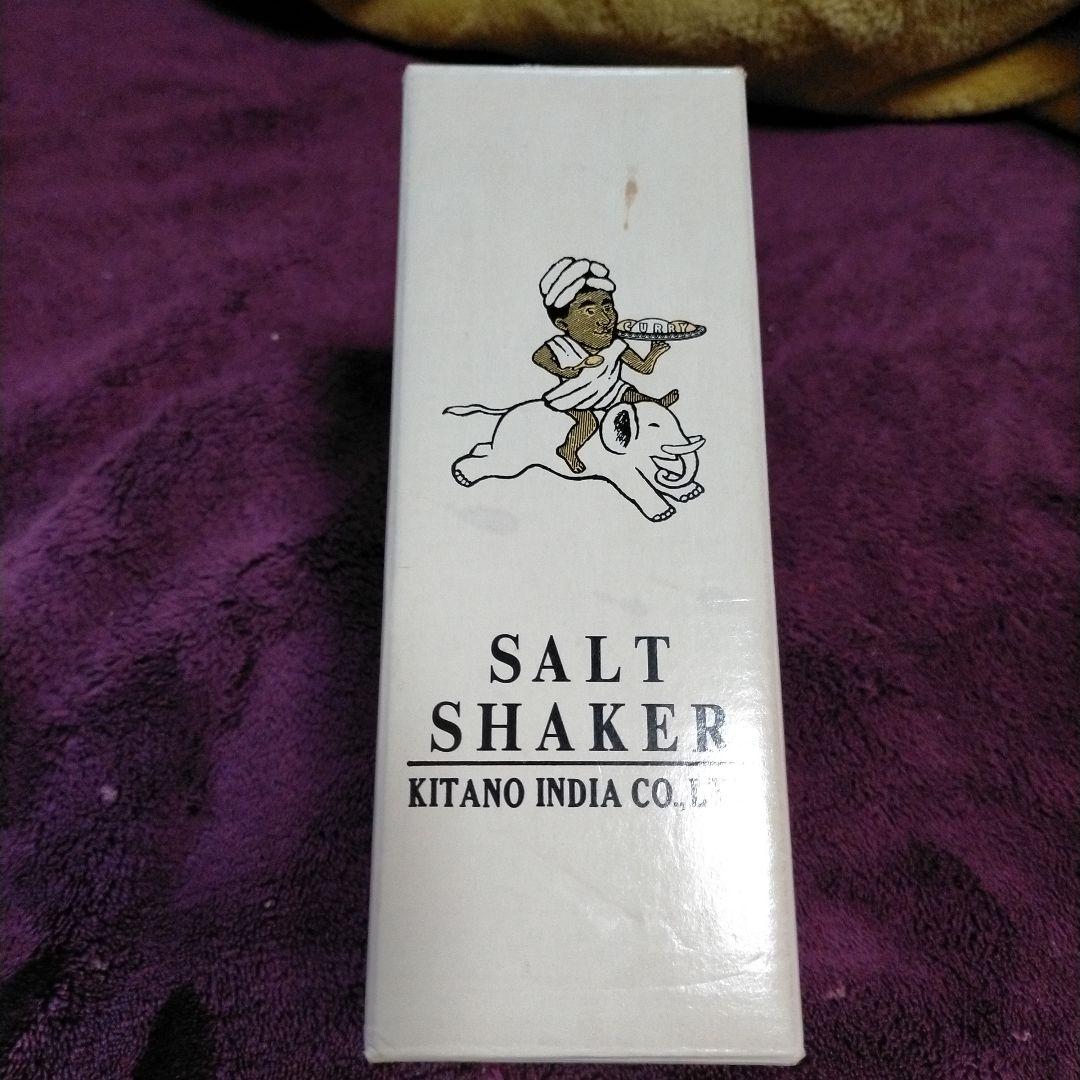 CURRY
SALT
SHAKER
KITANO INDIA CO.,